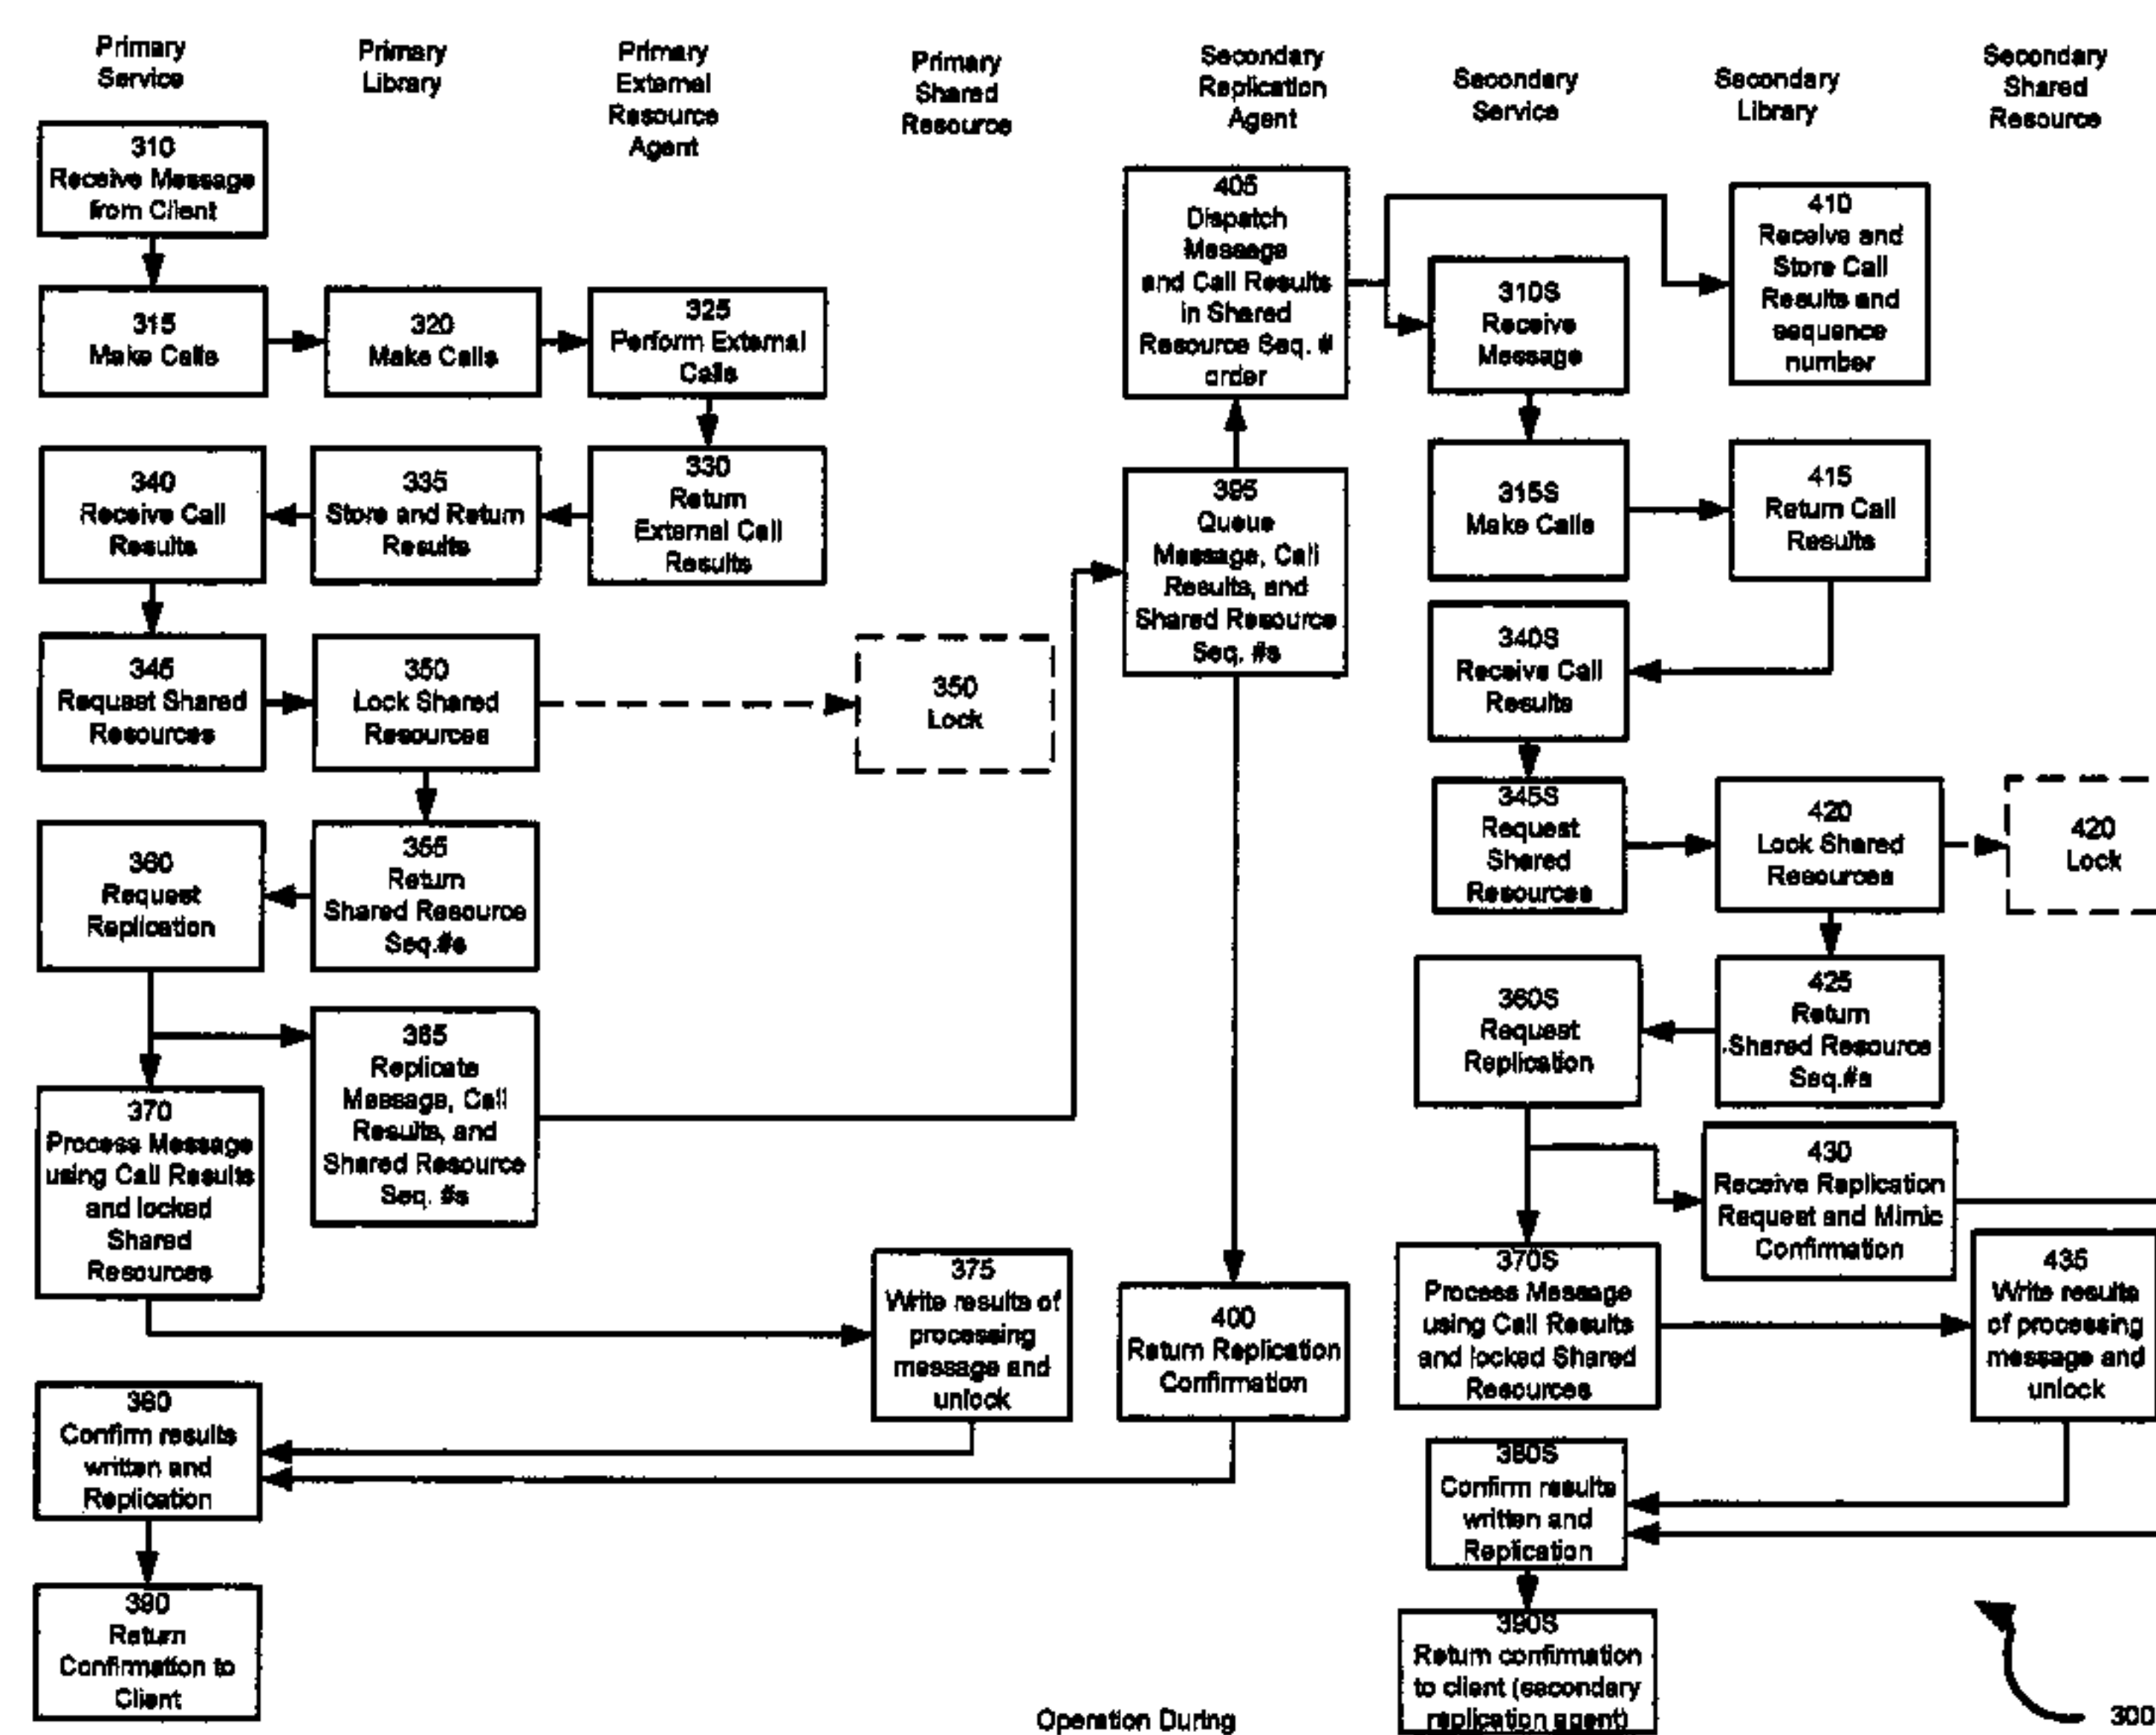 Primary
Service
Primary
Library
Primary
External
Resource
Agent
Primary
Shared
Resource
Secondary
Replication
Agent
Secondary
Service
Secondary
Library
Secondary
Shared
Resource
310
Receive Message
from Client
315
Make Calls
320
Make Calls
325
Perform External
Calls
340
Receive Call
Results
335
Store and Return
Results
330
Return
External Call
Results
345
Request Shared
Resources
350
Lock Shared
Resources
350
Lock
360
Request
Replication
355
Return
Shared Resource
Seq.#s
365
Replicate
Message, Call
Results, and
Shared Resource
Seq. #s
370
Process Message
using Call Results
and locked
Shared
Resources
375
Write results of
processing
message and
unlock
380
Confirm results
written and
Replication
390
Return
Confirmation to
Client
405
Dispatch
Message
and Call Results
in Shared
Resource Seq. #
order
395
Queue
Message, Call
Results, and
Shared Resource
Seq. #s
400
Return Replication
Confirmation
310S
Receive
Message
410
Receive and
Store Call
Results and
sequence
number
315S
Make Calls
415
Return Call
Results
340S
Receive Call
Results
345S
Request
Shared
Resources
420
Lock Shared
Resources
420
Lock
360S
Request
Replication
425
Return
Shared Resource
Seq.#s
430
Receive Replication
Request and Mimic
Confirmation
370S
Process Message
using Call Results
and locked Shared
Resources
435
Write results
of processing
message and
unlock
380S
Confirm results
written and
Replication
390S
Return confirmation
to client (secondary
replication agent)
300
Operation During